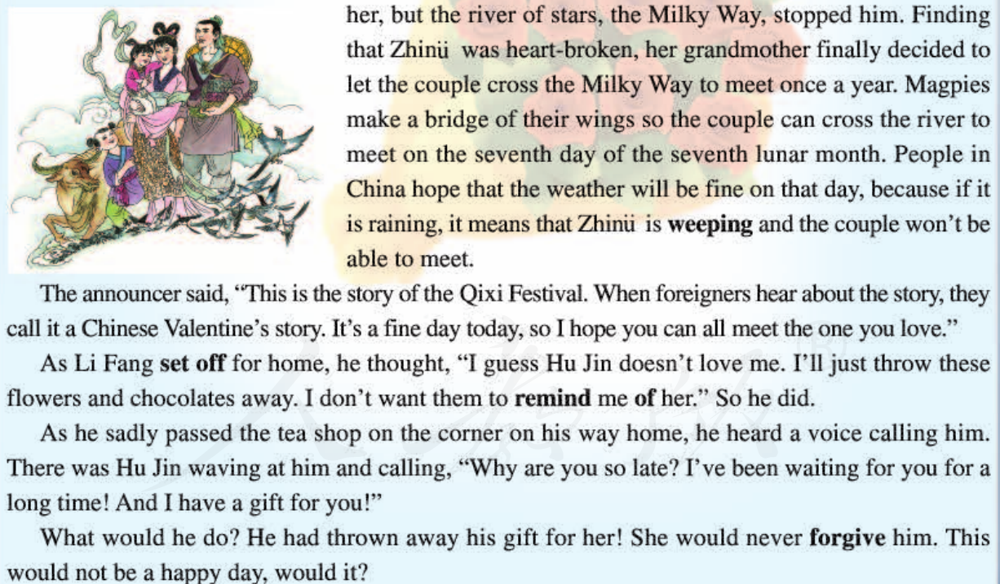 her, but the river of stars, the Milky Way, stopped him. Finding
that Zhinü was heart-broken, her grandmother finally decided to
let the couple cross the Milky Way to meet once a year. Magpies
make a bridge of their wings so the couple can cross the river to
meet on the seventh day of the seventh lunar month. People in
China hope that the weather will be fine on that day, because if it
is raining, it means that Zhinü is weeping and the couple won't be
able to meet.
The announcer said, “This is the story of the Qixi Festival. When foreigners hear about the story, they
call it a Chinese Valentine's story. It's a fine day today, so I hope you can all meet the one you love.”
As Li Fang set off for home, he thought, “I guess Hu Jin doesn't love me. I'll just throw these
flowers and chocolates away. I don't want them to remind me of her.” So he did.
As he sadly passed the tea shop on the corner on his way home, he heard a voice calling him.
There was Hu Jin waving at him and calling, “Why are you so late? I've been waiting for you for a
long time! And I have a gift for you!”
What would he do? He had thrown away his gift for her! She would never forgive him. This
would not be a happy day, would it?
人教版®